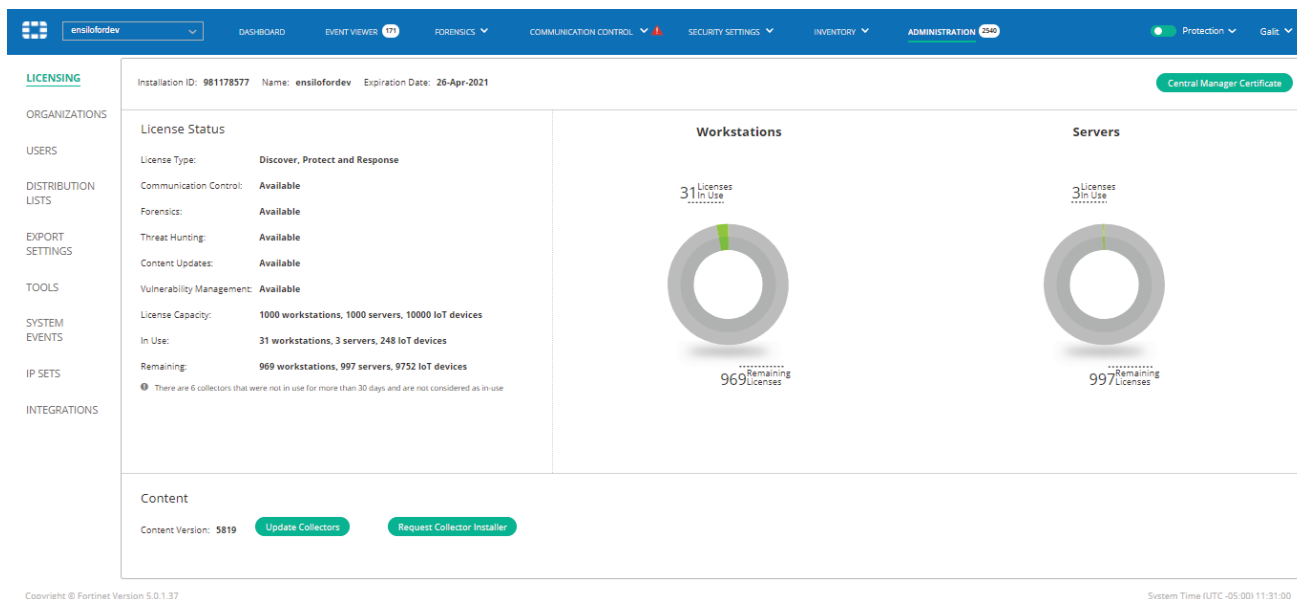 ensilofordev
DASHBOARD
EVENT VIEWER 171
FORENSICS
COMMUNICATION CONTROL
SECURITY SETTINGS
INVENTORY
ADMINISTRATION 2540
Protection
Galit
LICENSING
ORGANIZATIONS
USERS
DISTRIBUTION
LISTS
EXPORT
SETTINGS
TOOLS
SYSTEM
EVENTS
IP SETS
INTEGRATIONS
Installation ID: 981178577 Name: ensilofordev Expiration Date: 26-Apr-2021
Central Manager Certificate
License Status
License Type: Discover, Protect and Response
Communication Control: Available
Forensics: Available
Threat Hunting: Available
Content Updates: Available
Vulnerability Management: Available
License Capacity: 1000 workstations, 1000 servers, 10000 IoT devices
In Use: 31 workstations, 3 servers, 248 IoT devices
Remaining: 969 workstations, 997 servers, 9752 IoT devices
There are 6 collectors that were not in use for more than 30 days and are not considered as in-use
Workstations
31 Licenses
In Use
969 Remaining
Licenses
Servers
3 Licenses
In Use
997 Remaining
Licenses
Content
Content Version: 5819
Update Collectors
Request Collector Installer
Copyright © Fortinet Version 5.0.1.37
System Time (UTC -05:00) 11:31:00